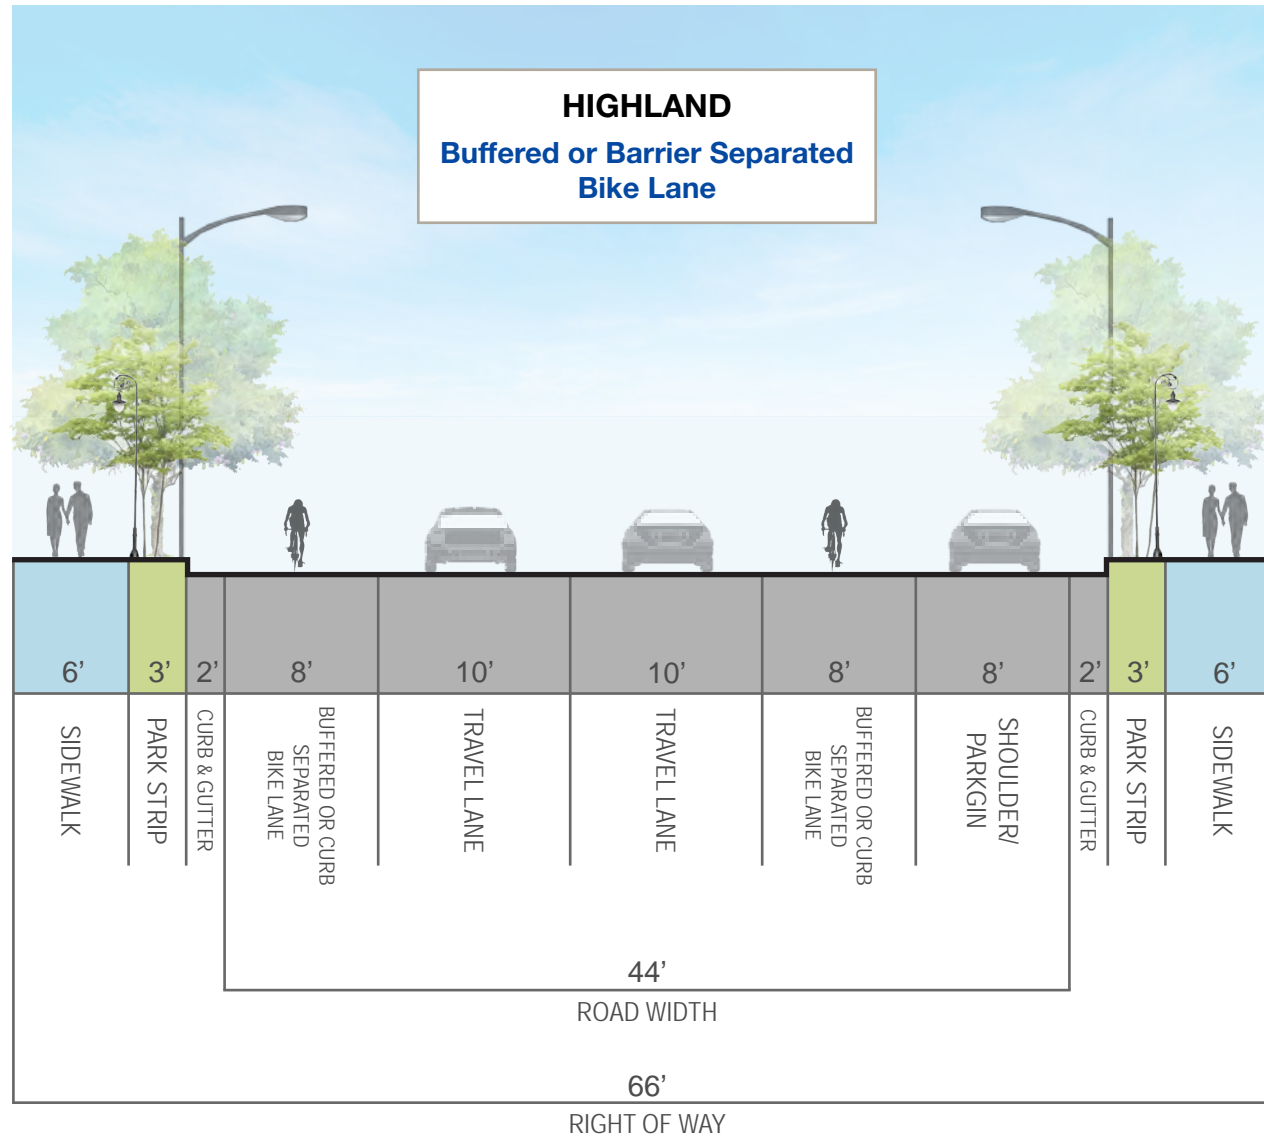 HIGHLAND
Buffered or Barrier Separated
Bike Lane
6’
3’
2’
8’
10’
10’
8’
8’
2’
3’
6’
SIDEWALK
PARK STRIP
CURB & GUTTER
BUFFERED OR CURB
SEPARATED
BIKE LANE
TRAVEL LANE
TRAVEL LANE
BUFFERED OR CURB
SEPARATED
BIKE LANE
SHOULDER/
PARKGIN
CURB & GUTTER
PARK STRIP
SIDEWALK
44’
ROAD WIDTH
66’
RIGHT OF WAY